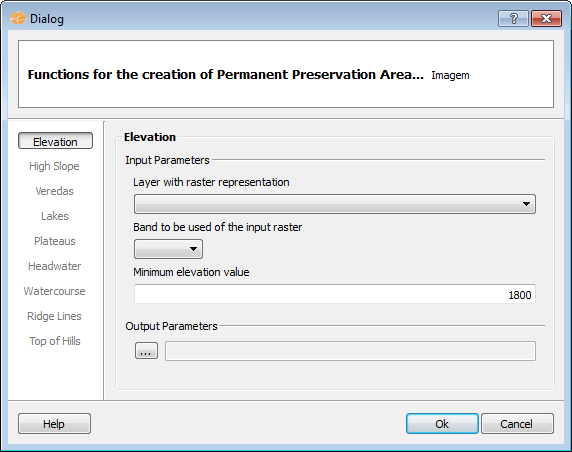 Dialog
Functions for the creation of Permanent Preservation Area... Imagem
Elevation
High Slope
Veredas
Lakes
Plateaus
Headwater
Watercourse
Ridge Lines
Top of Hills
Elevation
Input Parameters
Layer with raster representation
Band to be used of the input raster
Minimum elevation value
1800
Output Parameters
...
Help
Ok
Cancel